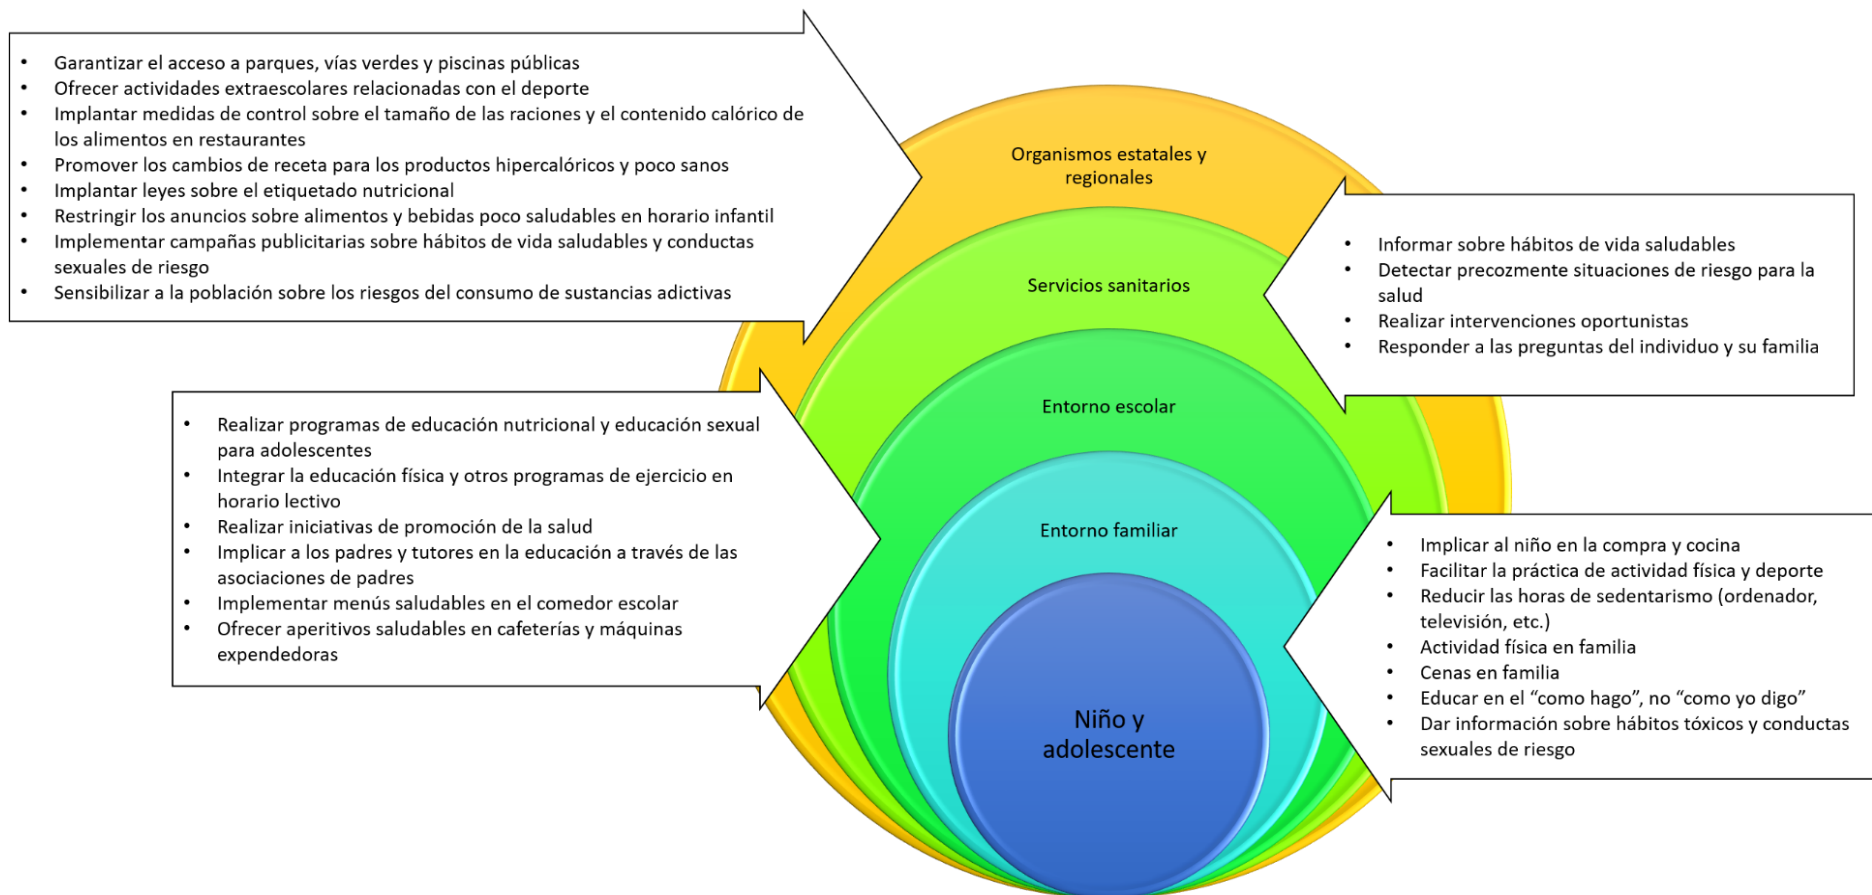 • Garantizar el acceso a parques, vías verdes y piscinas públicas
• Ofrecer actividades extraescolares relacionadas con el deporte
• Implantar medidas de control sobre el tamaño de las raciones y el contenido calórico de
los alimentos en restaurantes
• Promover los cambios de receta para los productos hipercalóricos y poco sanos
• Implantar leyes sobre el etiquetado nutricional
• Restringir los anuncios sobre alimentos y bebidas poco saludables en horario infantil
• Implementar campañas publicitarias sobre hábitos de vida saludables y conductas
sexuales de riesgo
• Sensibilizar a la población sobre los riesgos del consumo de sustancias adictivas
Organismos estatales y
regionales
Servicios sanitarios
• Informar sobre hábitos de vida saludables
• Detectar precozmente situaciones de riesgo para la
salud
• Realizar intervenciones oportunistas
• Responder a las preguntas del individuo y su familia
• Realizar programas de educación nutricional y educación sexual
para adolescentes
• Integrar la educación física y otros programas de ejercicio en
horario lectivo
• Realizar iniciativas de promoción de la salud
• Implicar a los padres y tutores en la educación a través de las
asociaciones de padres
• Implementar menús saludables en el comedor escolar
• Ofrecer aperitivos saludables en cafeterías y máquinas
expendedoras
Entorno escolar
Entorno familiar
• Implicar al niño en la compra y cocina
• Facilitar la práctica de actividad física y deporte
• Reducir las horas de sedentarismo (ordenador,
televisión, etc.)
• Actividad física en familia
• Cenas en familia
• Educar en el “como hago”, no “como yo digo”
• Dar información sobre hábitos tóxicos y conductas
sexuales de riesgo
Niño y
adolescente